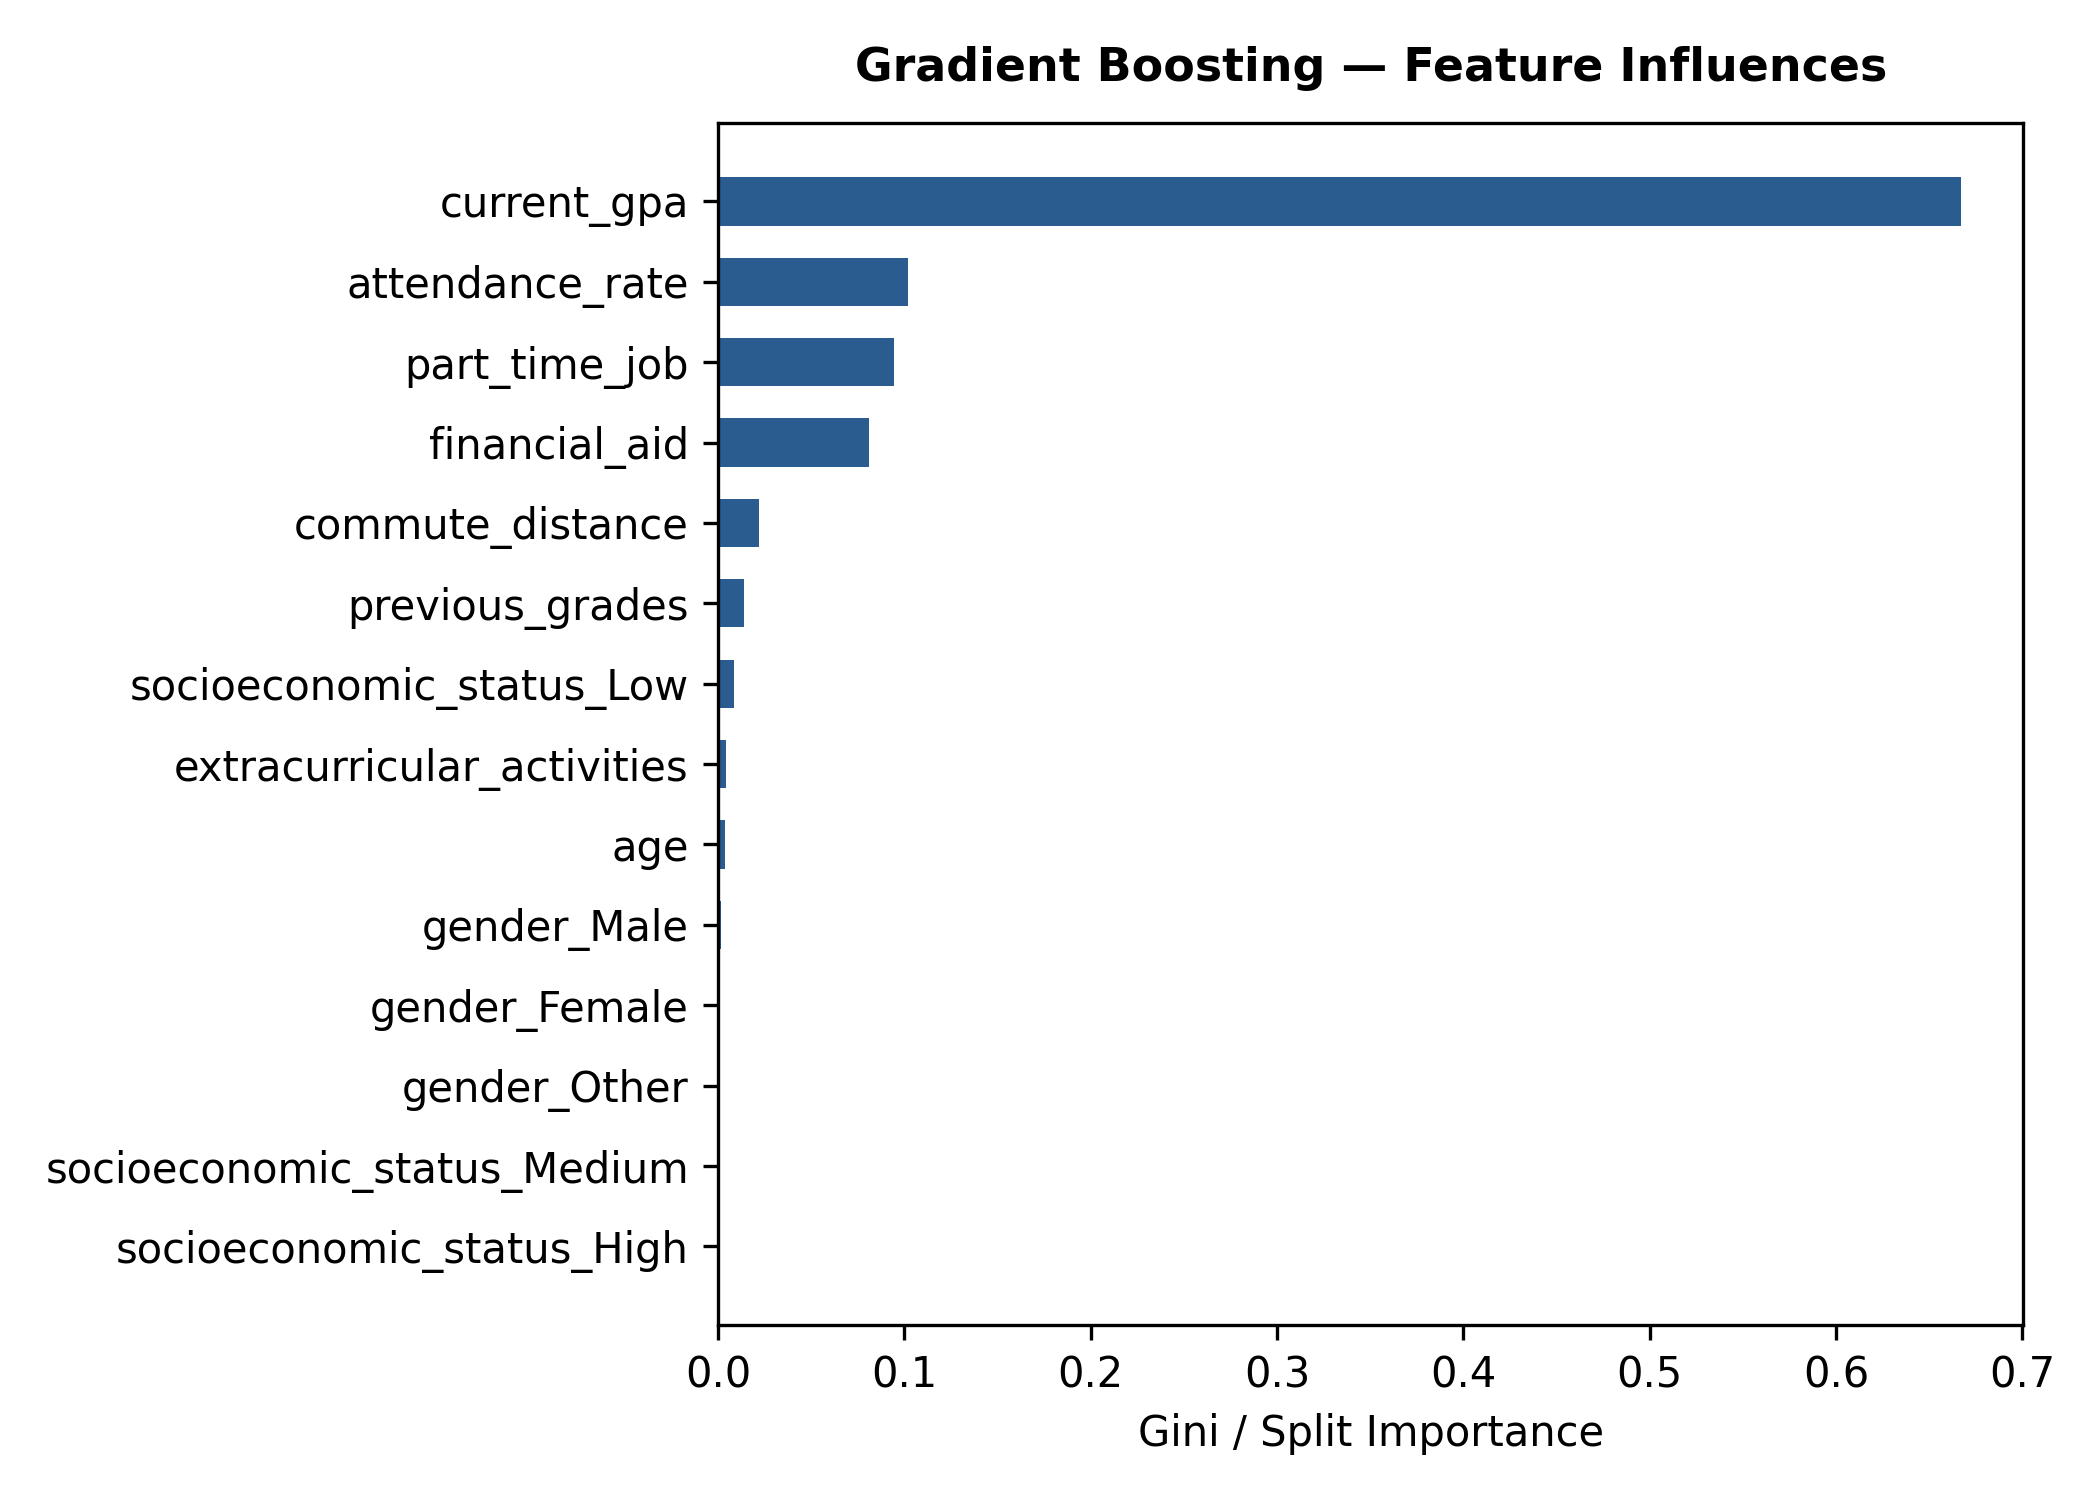 Gradient Boosting — Feature Influences
current_gpa
attendance_rate
part_time_job
financial_aid
commute_distance
previous_grades
socioeconomic_status_Low
extracurricular_activities
age
gender_Male
gender_Female
gender_Other
socioeconomic_status_Medium
socioeconomic_status_High
0.0 0.1 0.2 0.3 0.4 0.5 0.6 0.7
Gini / Split Importance